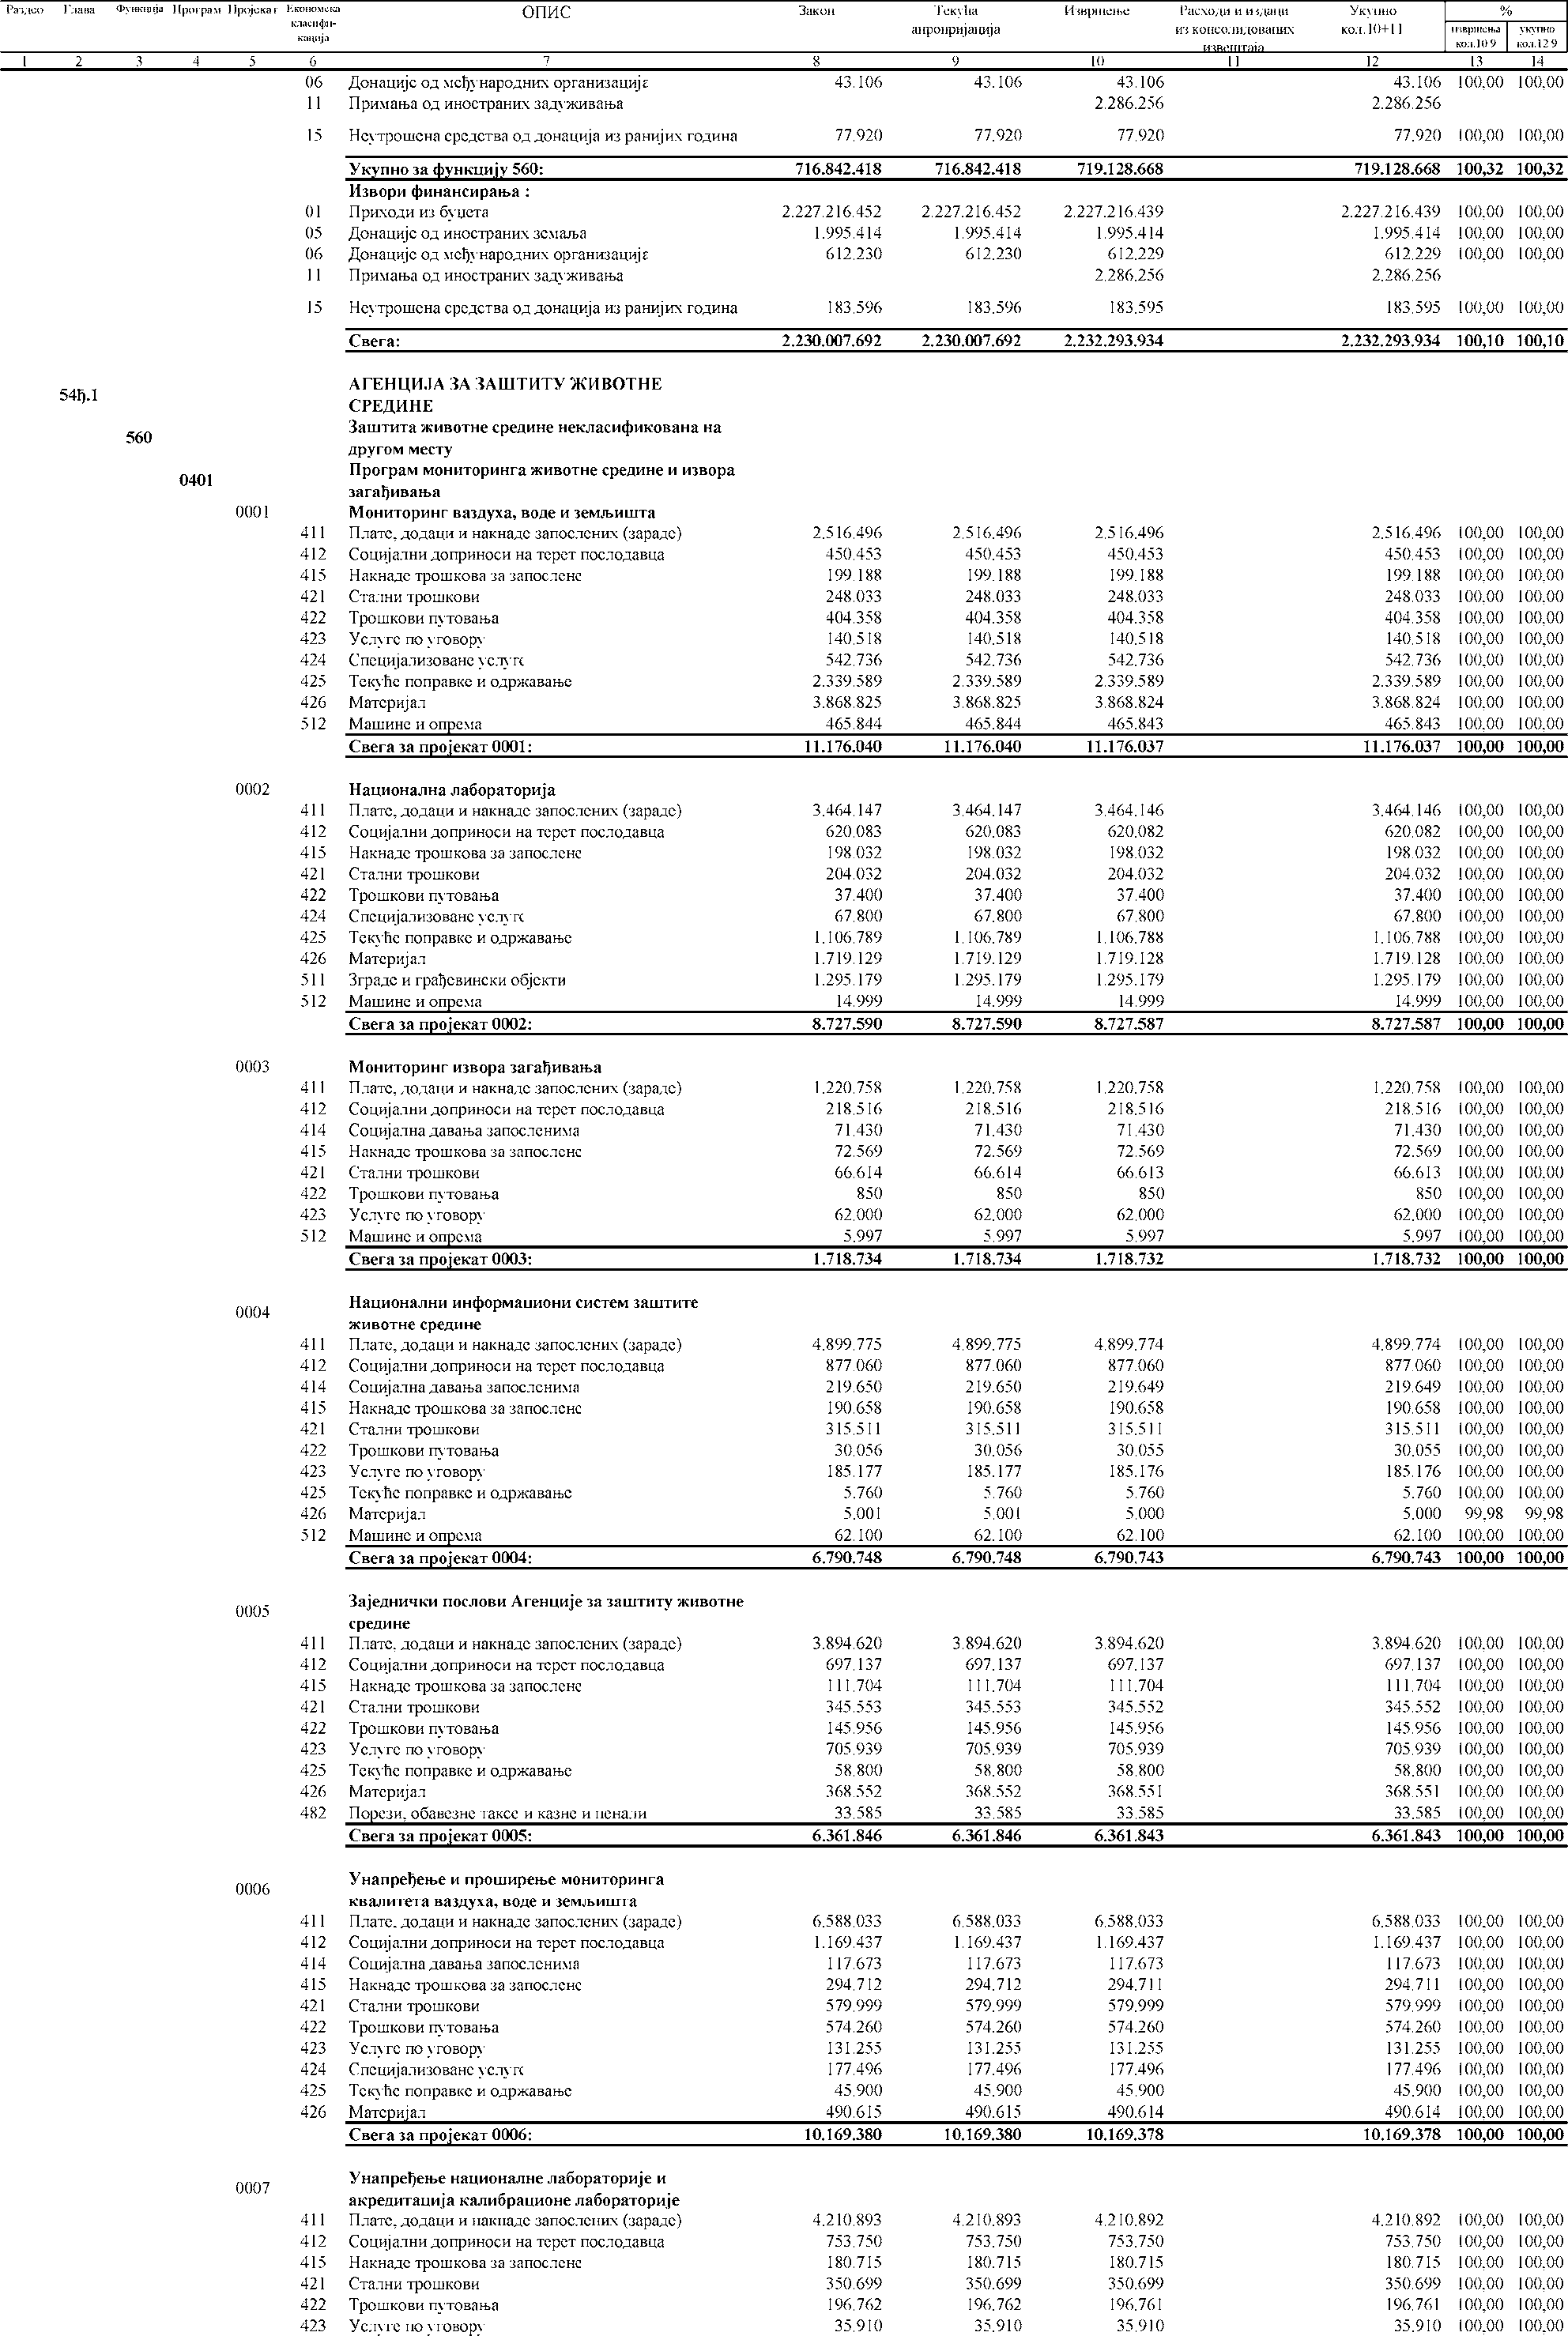 Раздео Глава Функција Програм Пројекат Економска класифи- кација ОПИС Закон Текућа апропријација Извршење Расходи и издаци из консолидованих извештаја Укупно кол.10+11 % извршења кол.10/9 укупно кол.12/9
1 2 3 4 5 6 7 8 9 10 11 12 13 14
06 Донације од међународних организација 43.106 43.106 43.106 43.106 100,00 100,00
11 Примања од иностраних задуживања 2.286.256 2.286.256
15 Неутрошена средства од донација из ранијих година 77.920 77.920 77.920 77.920 100,00 100,00
Укупно за функцију 560: 716.842.418 716.842.418 719.128.668 719.128.668 100,32 100,32
Извори финансирања :
01 Приходи из буџета 2.227.216.452 2.227.216.452 2.227.216.439 2.227.216.439 100,00 100,00
05 Донације од иностраних земаља 1.995.414 1.995.414 1.995.414 1.995.414 100,00 100,00
06 Донације од међународних организација 612.230 612.230 612.229 612.229 100,00 100,00
11 Примања од иностраних задуживања 2.286.256 2.286.256
15 Неутрошена средства од донација из ранијих година 183.596 183.596 183.595 183.595 100,00 100,00
Свега: 2.230.007.692 2.230.007.692 2.232.293.934 2.232.293.934 100,10 100,10
54ђ.1 АГЕНЦИЈА ЗА ЗАШТИТУ ЖИВОТНЕ
СРЕДИНЕ
560 Заштита животне средине некласификована на
другом месту
0401 Програм мониторинга животне средине и извора
загађивања
0001 Мониторинг ваздуха, воде и земљишта
411 Плате, додаци и накнаде запослених (зараде) 2.516.496 2.516.496 2.516.496 2.516.496 100,00 100,00
412 Социјални доприноси на терет послодавца 450.453 450.453 450.453 450.453 100,00 100,00
415 Накнаде трошкова за запослене 199.188 199.188 199.188 199.188 100,00 100,00
421 Стални трошкови 248.033 248.033 248.033 248.033 100,00 100,00
422 Трошкови путовања 404.358 404.358 404.358 404.358 100,00 100,00
423 Услуге по уговору 140.518 140.518 140.518 140.518 100,00 100,00
424 Специјализоване услуге 542.736 542.736 542.736 542.736 100,00 100,00
425 Текуће поправке и одржавање 2.339.589 2.339.589 2.339.589 2.339.589 100,00 100,00
426 Материјал 3.868.825 3.868.825 3.868.824 3.868.824 100,00 100,00
512 Машине и опрема 465.844 465.844 465.843 465.843 100,00 100,00
Свега за пројекат 0001: 11.176.040 11.176.040 11.176.037 11.176.037 100,00 100,00
0002 Национална лабораторија
411 Плате, додаци и накнаде запослених (зараде) 3.464.147 3.464.147 3.464.146 3.464.146 100,00 100,00
412 Социјални доприноси на терет послодавца 620.083 620.083 620.082 620.082 100,00 100,00
415 Накнаде трошкова за запослене 198.032 198.032 198.032 198.032 100,00 100,00
421 Стални трошкови 204.032 204.032 204.032 204.032 100,00 100,00
422 Трошкови путовања 37.400 37.400 37.400 37.400 100,00 100,00
424 Специјализоване услуге 67.800 67.800 67.800 67.800 100,00 100,00
425 Текуће поправке и одржавање 1.106.789 1.106.789 1.106.788 1.106.788 100,00 100,00
426 Материјал 1.719.129 1.719.129 1.719.128 1.719.128 100,00 100,00
511 Зграде и грађевински објекти 1.295.179 1.295.179 1.295.179 1.295.179 100,00 100,00
512 Машине и опрема 14.999 14.999 14.999 14.999 100,00 100,00
Свега за пројекат 0002: 8.727.590 8.727.590 8.727.587 8.727.587 100,00 100,00
0003 Мониторинг извора загађивања
411 Плате, додаци и накнаде запослених (зараде) 1.220.758 1.220.758 1.220.758 1.220.758 100,00 100,00
412 Социјални доприноси на терет послодавца 218.516 218.516 218.516 218.516 100,00 100,00
414 Социјална давања запосленима 71.430 71.430 71.430 71.430 100,00 100,00
415 Накнаде трошкова за запослене 72.569 72.569 72.569 72.569 100,00 100,00
421 Стални трошкови 66.614 66.614 66.613 66.613 100,00 100,00
422 Трошкови путовања 850 850 850 850 100,00 100,00
423 Услуге по уговору 62.000 62.000 62.000 62.000 100,00 100,00
512 Машине и опрема 5.997 5.997 5.997 5.997 100,00 100,00
Свега за пројекат 0003: 1.718.734 1.718.734 1.718.732 1.718.732 100,00 100,00
0004 Национални информациони систем заштите
животне средине
411 Плате, додаци и накнаде запослених (зараде) 4.899.775 4.899.775 4.899.774 4.899.774 100,00 100,00
412 Социјални доприноси на терет послодавца 877.060 877.060 877.060 877.060 100,00 100,00
414 Социјална давања запосленима 219.650 219.650 219.649 219.649 100,00 100,00
415 Накнаде трошкова за запослене 190.658 190.658 190.658 190.658 100,00 100,00
421 Стални трошкови 315.511 315.511 315.511 315.511 100,00 100,00
422 Трошкови путовања 30.056 30.056 30.055 30.055 100,00 100,00
423 Услуге по уговору 185.177 185.177 185.176 185.176 100,00 100,00
425 Текуће поправке и одржавање 5.760 5.760 5.760 5.760 100,00 100,00
426 Материјал 5.001 5.001 5.000 5.000 99,98 99,98
512 Машине и опрема 62.100 62.100 62.100 62.100 100,00 100,00
Свега за пројекат 0004: 6.790.748 6.790.748 6.790.743 6.790.743 100,00 100,00
0005 Заједнички послови Агенције за заштиту животне
средине
411 Плате, додаци и накнаде запослених (зараде) 3.894.620 3.894.620 3.894.620 3.894.620 100,00 100,00
412 Социјални доприноси на терет послодавца 697.137 697.137 697.137 697.137 100,00 100,00
415 Накнаде трошкова за запослене 111.704 111.704 111.704 111.704 100,00 100,00
421 Стални трошкови 345.553 345.553 345.552 345.552 100,00 100,00
422 Трошкови путовања 145.956 145.956 145.956 145.956 100,00 100,00
423 Услуге по уговору 705.939 705.939 705.939 705.939 100,00 100,00
425 Текуће поправке и одржавање 58.800 58.800 58.800 58.800 100,00 100,00
426 Материјал 368.552 368.552 368.551 368.551 100,00 100,00
482 Порези, обавезне таксе и казне и пенали 33.585 33.585 33.585 33.585 100,00 100,00
Свега за пројекат 0005: 6.361.846 6.361.846 6.361.843 6.361.843 100,00 100,00
0006 Унапређење и проширење мониторинга
квалитета ваздуха, воде и земљишта
411 Плате, додаци и накнаде запослених (зараде) 6.588.033 6.588.033 6.588.033 6.588.033 100,00 100,00
412 Социјални доприноси на терет послодавца 1.169.437 1.169.437 1.169.437 1.169.437 100,00 100,00
414 Социјална давања запосленима 117.673 117.673 117.673 117.673 100,00 100,00
415 Накнаде трошкова за запослене 294.712 294.712 294.711 294.711 100,00 100,00
421 Стални трошкови 579.999 579.999 579.999 579.999 100,00 100,00
422 Трошкови путовања 574.260 574.260 574.260 574.260 100,00 100,00
423 Услуге по уговору 131.255 131.255 131.255 131.255 100,00 100,00
424 Специјализоване услуге 177.496 177.496 177.496 177.496 100,00 100,00
425 Текуће поправке и одржавање 45.900 45.900 45.900 45.900 100,00 100,00
426 Материјал 490.615 490.615 490.614 490.614 100,00 100,00
Свега за пројекат 0006: 10.169.380 10.169.380 10.169.378 10.169.378 100,00 100,00
0007 Унапређење националне лабораторије и
акредитација калибрационе лабораторије
411 Плате, додаци и накнаде запослених (зараде) 4.210.893 4.210.893 4.210.892 4.210.892 100,00 100,00
412 Социјални доприноси на терет послодавца 753.750 753.750 753.750 753.750 100,00 100,00
415 Накнаде трошкова за запослене 180.715 180.715 180.715 180.715 100,00 100,00
421 Стални трошкови 350.699 350.699 350.699 350.699 100,00 100,00
422 Трошкови путовања 196.762 196.762 196.761 196.761 100,00 100,00
423 Услуге по уговору 35.910 35.910 35.910 35.910 100,00 100,00